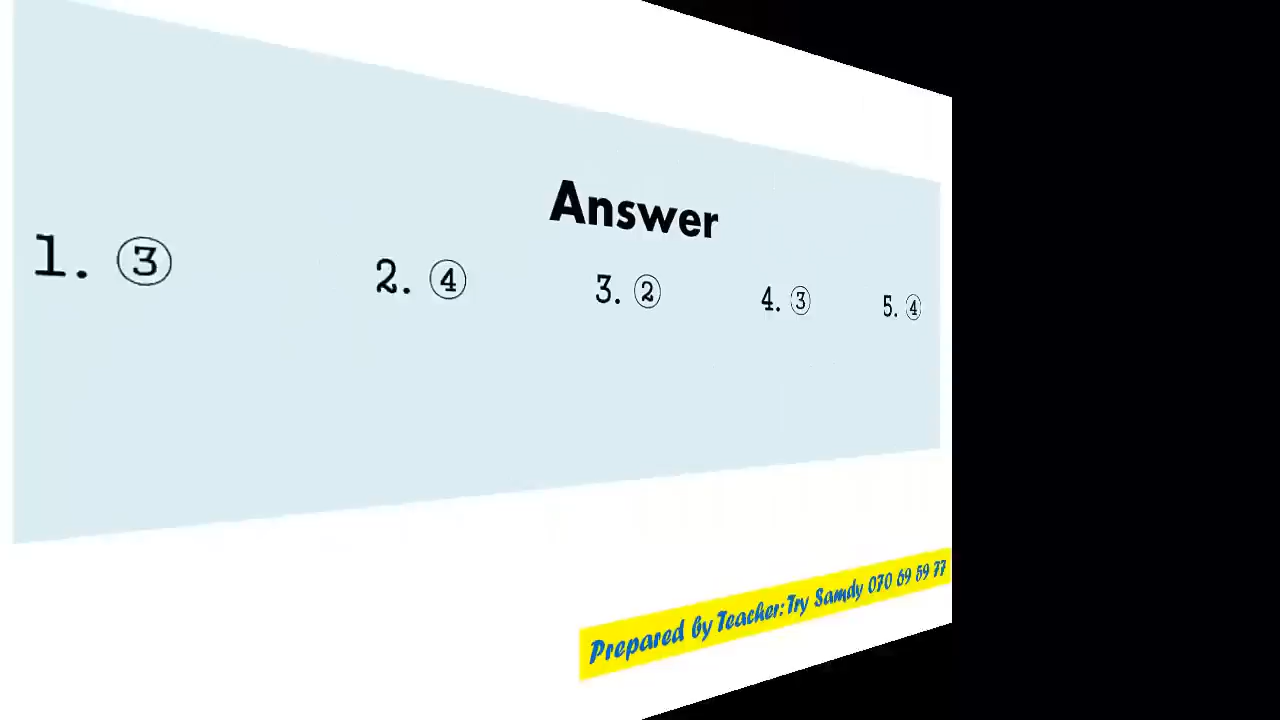 Answer
1. ③ 2. ④ 3. ② 4. ③ 5. ④
Prepared by Teacher: Try Samdy 070 69 59 77